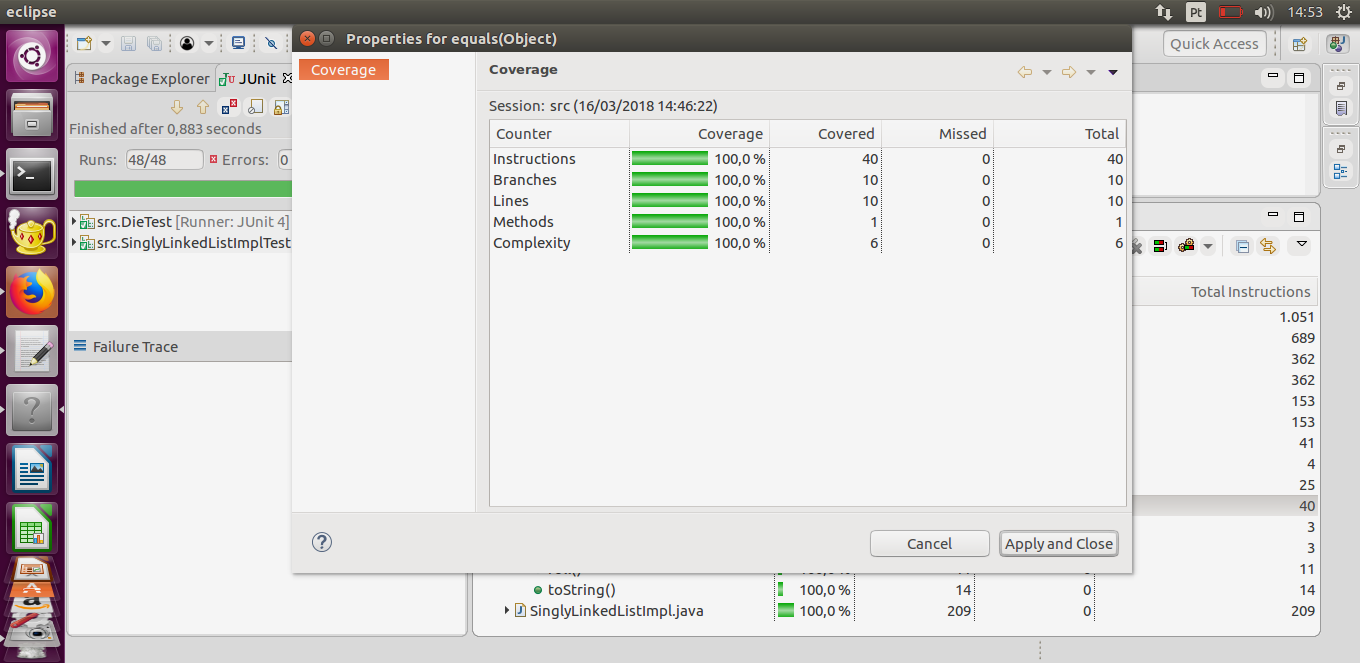 eclipse
Pt
14:53
Quick Access
Package Explorer
JUnit
Finished after 0,883 seconds
Runs: 48/48
Errors: 0
src.DieTest [Runner: JUnit 4]
src.SinglyLinkedListImplTest
Failure Trace
Properties for equals(Object)
Coverage
Coverage
Session: src (16/03/2018 14:46:22)
Counter Coverage Covered Missed Total
Instructions 100,0 % 40 0 40
Branches 100,0 % 10 0 10
Lines 100,0 % 10 0 10
Methods 100,0 % 1 0 1
Complexity 100,0 % 6 0 6
Cancel
Apply and Close
Total Instructions
1.051
689
362
362
153
153
41
4
25
40
3
3
11
toString() 100,0 % 14 0 14
SinglyLinkedListImpl.java 100,0 % 209 0 209